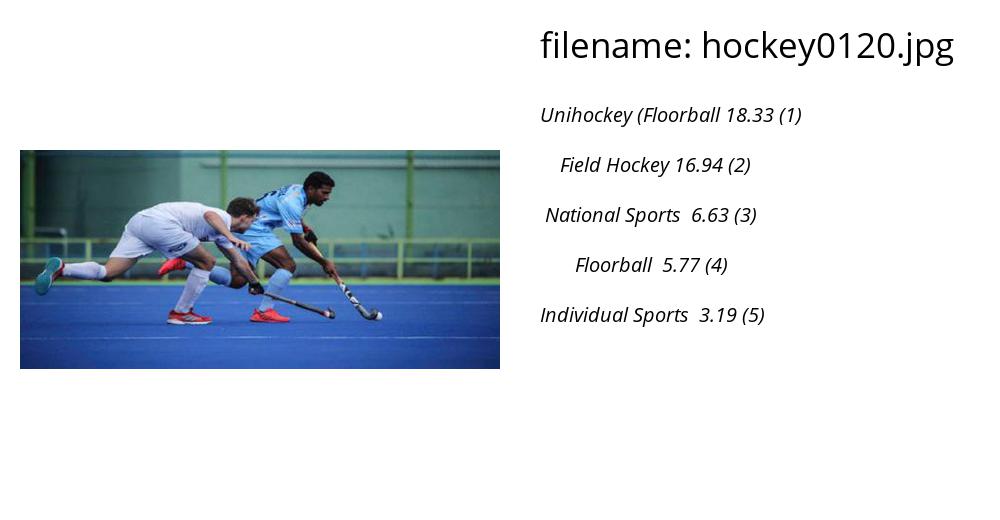 filename: hockey0120.jpg
Unihockey (Floorball 18.33 (1)
Field Hockey 16.94 (2)
National Sports 6.63 (3)
Floorball 5.77 (4)
Individual Sports 3.19 (5)